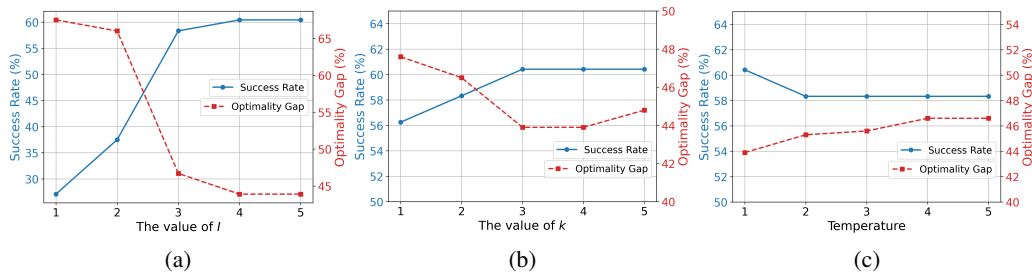 Success Rate (%)
60
55
50
45
40
35
30
Success Rate
Optimality Gap
65
60
55
50
45
Optimality Gap (%)
1 2 3 4 5
The value of I
(a)
Success Rate (%)
64
62
60
58
56
54
52
50
Success Rate
Optimality Gap
50
48
46
44
42
40
Optimality Gap (%)
1 2 3 4 5
The value of k
(b)
Success Rate (%)
64
62
60
58
56
54
52
50
Success Rate
Optimality Gap
54
52
50
48
46
44
42
40
Optimality Gap (%)
1 2 3 4 5
Temperature
(c)